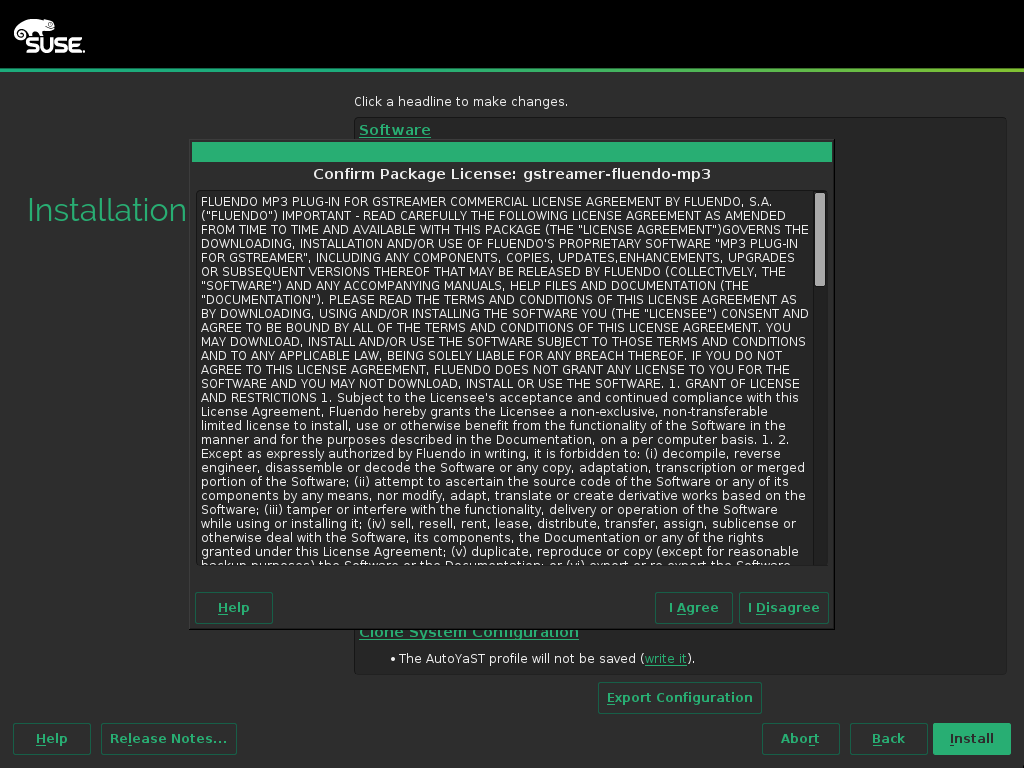 SUSE
Click a headline to make changes.
Software
Installation
Confirm Package License: gstreamer-fluendo-mp3
FLUENDO MP3 PLUG-IN FOR GSTREAMER COMMERCIAL LICENSE AGREEMENT BY FLUENDO, S.A.
("FLUENDO") IMPORTANT - READ CAREFULLY THE FOLLOWING LICENSE AGREEMENT AS AMENDED
FROM TIME TO TIME AND AVAILABLE WITH THIS PACKAGE (THE "LICENSE AGREEMENT")GOVERNS THE
DOWNLOADING, INSTALLATION AND/OR USE OF FLUENDO'S PROPRIETARY SOFTWARE "MP3 PLUG-IN
FOR GSTREAMER", INCLUDING ANY COMPONENTS, COPIES, UPDATES,ENHANCEMENTS, UPGRADES
OR SUBSEQUENT VERSIONS THEREOF THAT MAY BE RELEASED BY FLUENDO (COLLECTIVELY, THE
"SOFTWARE") AND ANY ACCOMPANYING MANUALS, HELP FILES AND DOCUMENTATION (THE
"DOCUMENTATION"). PLEASE READ THE TERMS AND CONDITIONS OF THIS LICENSE AGREEMENT AS
BY DOWNLOADING, USING AND/OR INSTALLING THE SOFTWARE YOU (THE "LICENSEE") CONSENT AND
AGREE TO BE BOUND BY ALL OF THE TERMS AND CONDITIONS OF THIS LICENSE AGREEMENT. YOU
MAY DOWNLOAD, INSTALL AND/OR USE THE SOFTWARE SUBJECT TO THOSE TERMS AND CONDITIONS
AND TO ANY APPLICABLE LAW, BEING SOLELY LIABLE FOR ANY BREACH THEREOF. IF YOU DO NOT
AGREE TO THIS LICENSE AGREEMENT, FLUENDO DOES NOT GRANT ANY LICENSE TO YOU FOR THE
SOFTWARE AND YOU MAY NOT DOWNLOAD, INSTALL OR USE THE SOFTWARE. 1. GRANT OF LICENSE
AND RESTRICTIONS 1. Subject to the Licensee's acceptance and continued compliance with this
License Agreement, Fluendo hereby grants the Licensee a non-exclusive, non-transferable
limited license to install, use or otherwise benefit from the functionality of the Software in the
manner and for the purposes described in the Documentation, on a per computer basis. 1. 2.
Except as expressly authorized by Fluendo in writing, it is forbidden to: (i) decompile, reverse
engineer, disassemble or decode the Software or any copy, adaptation, transcription or merged
portion of the Software; (ii) attempt to ascertain the source code of the Software or any of its
components by any means, nor modify, adapt, translate or create derivative works based on the
Software; (iii) tamper or interfere with the functionality, delivery or operation of the Software
while using or installing it; (iv) sell, resell, rent, lease, distribute, transfer, assign, sublicense or
otherwise deal with the Software, its components, the Documentation or any of the rights
granted under this License Agreement; (v) duplicate, reproduce or copy (except for reasonable
backup purposes) the Software or the Documentation; or (vi) export or re-export the Software
Help
I Agree
I Disagree
Clone System Configuration
• The AutoYaST profile will not be saved (write it).
Export Configuration
Help
Release Notes...
Abort
Back
Install